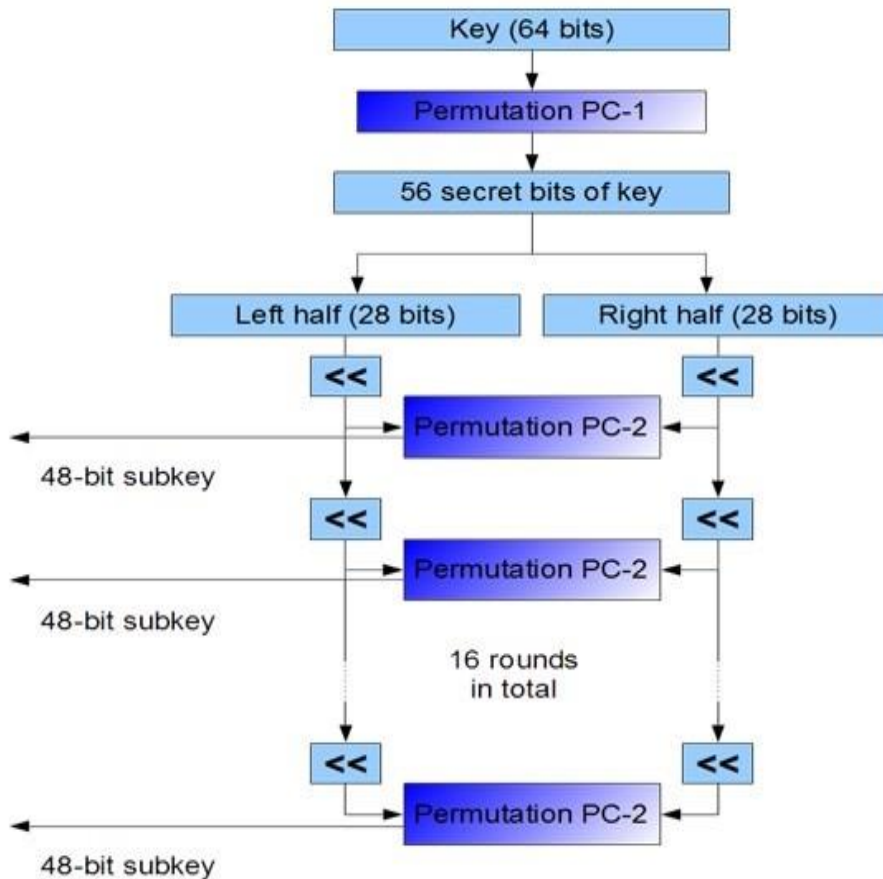 Key (64 bits)
Permutation PC-1
56 secret bits of key
Left half (28 bits)
Right half (28 bits)
<<
<<
Permutation PC-2
48-bit subkey
<<
<<
Permutation PC-2
48-bit subkey
16 rounds
in total
<<
<<
Permutation PC-2
48-bit subkey